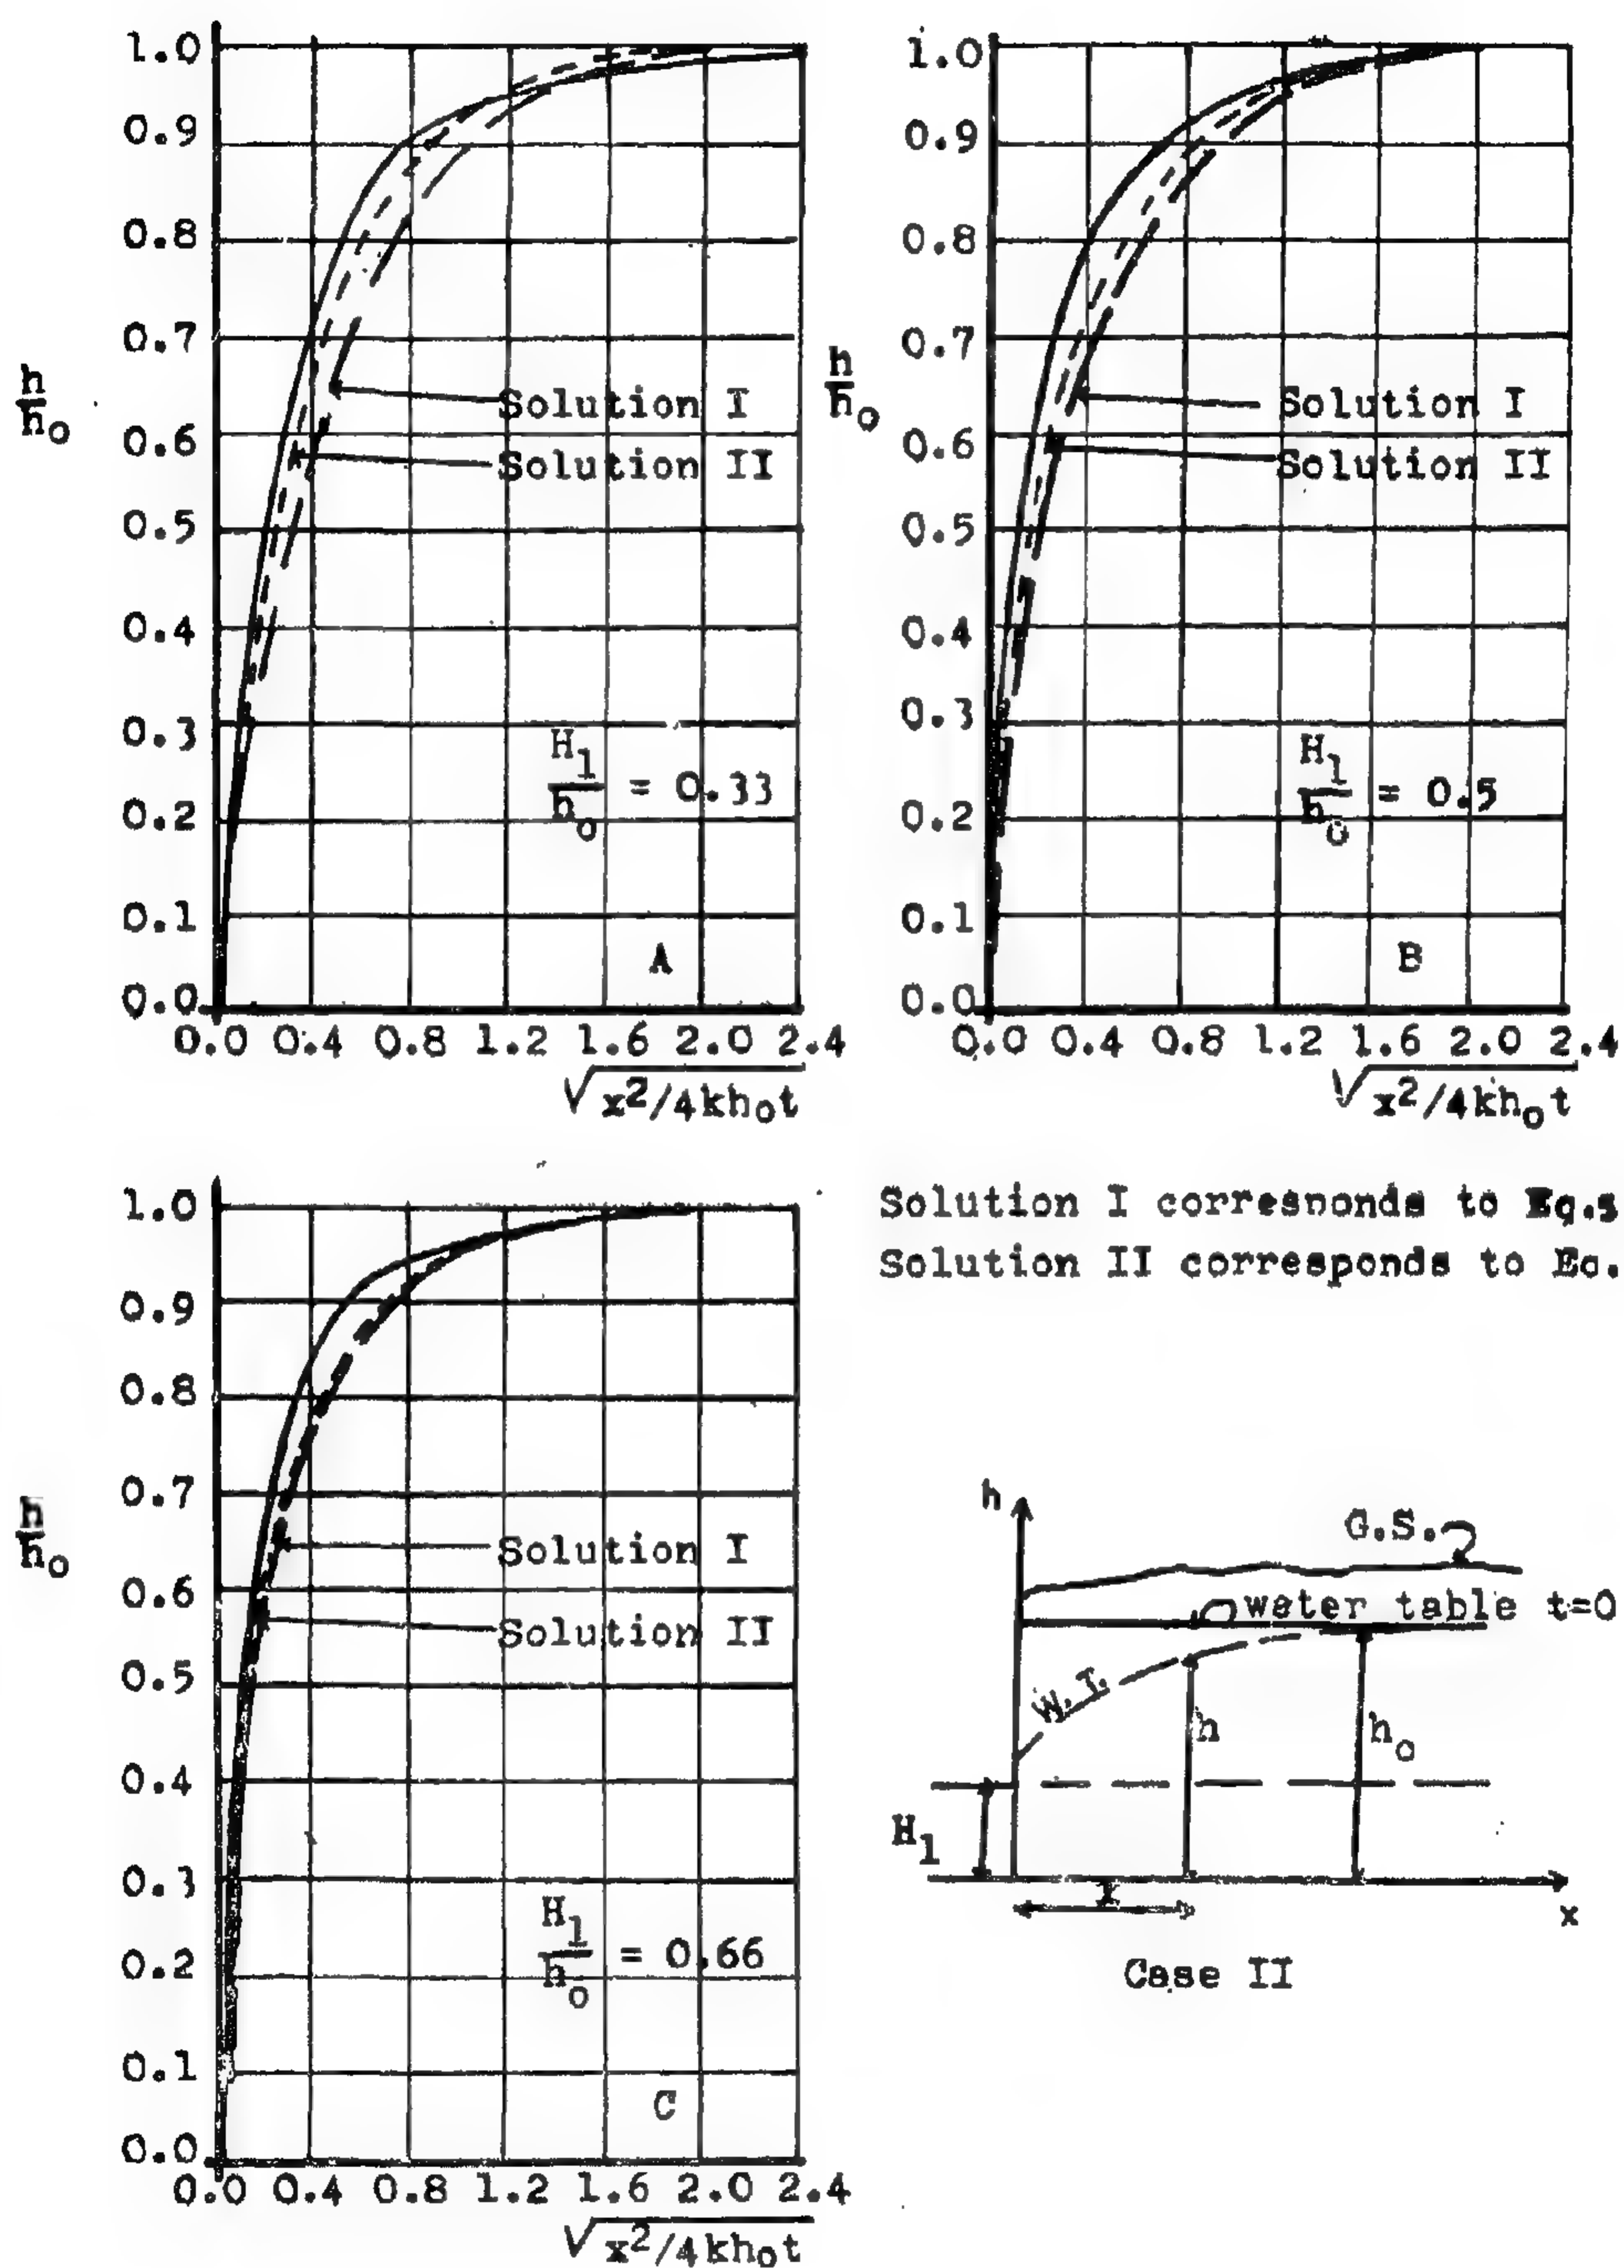 1.0
0.9
0.8
0.7
0.6
0.5
0.4
0.3
0.2
0.1
0.0
h/h₀
Solution I
Solution II
H₁/h₀ = 0.33
A
0.0 0.4 0.8 1.2 1.6 2.0 2.4
√x²/4kh₀t
1.0
0.9
0.8
0.7
0.6
0.5
0.4
0.3
0.2
0.1
0.0
h/h₀
Solution I
Solution II
H₁/h₀ = 0.5
B
0.0 0.4 0.8 1.2 1.6 2.0 2.4
√x²/4kh₀t
1.0
0.9
0.8
0.7
0.6
0.5
0.4
0.3
0.2
0.1
0.0
h/h₀
Solution I
Solution II
H₁/h₀ = 0.66
C
0.0 0.4 0.8 1.2 1.6 2.0 2.4
√x²/4kh₀t
Solution I corresponds to
Solution II corresponds to
h
G.S.
water table t=0
W.T.
h
h₀
H₁
x
x
Case II